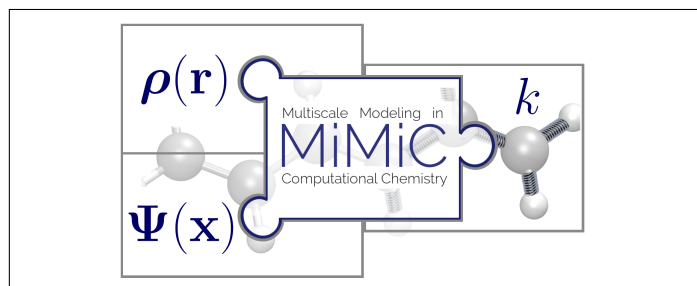 ρ(r)
Ψ(x)
Multiscale Modeling in
MiMiC
Computational Chemistry
k